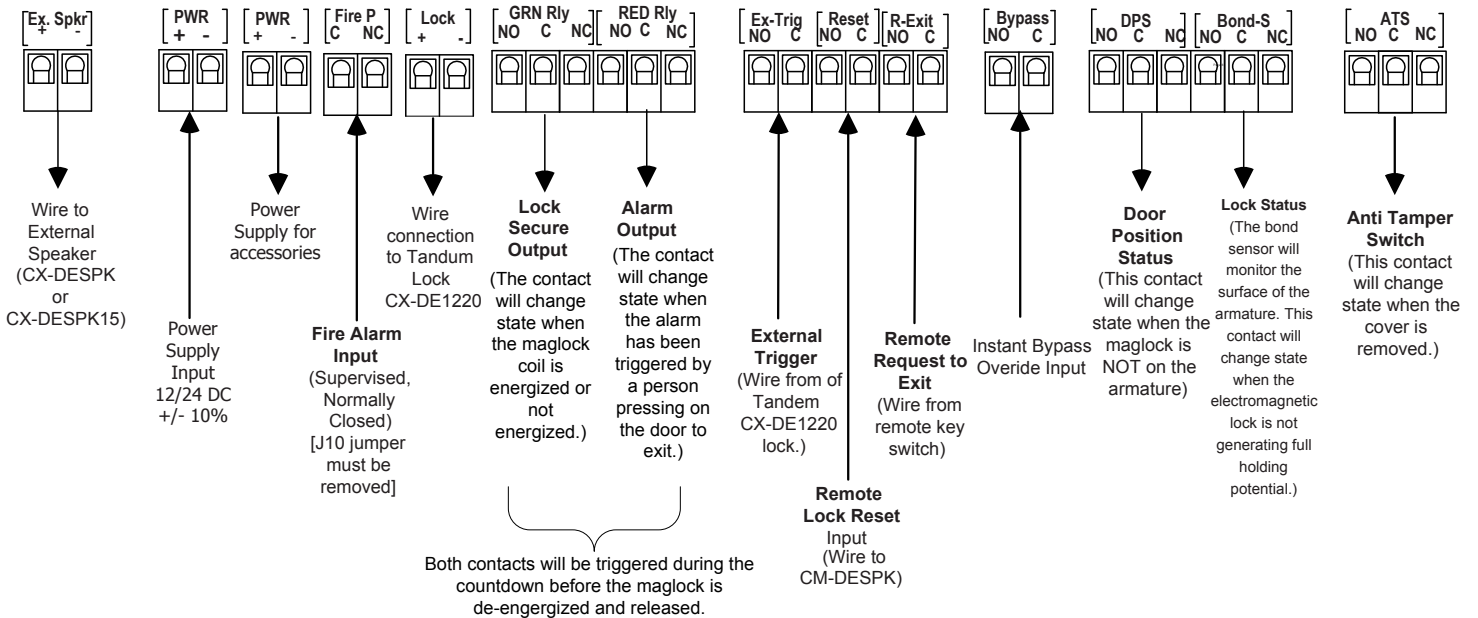 Ex. Spkr
+ -
PWR
+ -
PWR
+ -
Fire P
C NC
Lock
+ -
GRN Rly
NO C NC
RED Rly
NO C NC
Ex-Trig
NO C
Reset
NO C
R-Exit
NO C
Bypass
NO C
DPS
NO C NC
Bond-S
NO C NC
ATS
NO C NC
Wire to
External
Speaker
(CX-DESPK
or
CX-DESPK15)
Power
Supply
Input
12/24 DC
+/- 10%
Power
Supply for
accessories
Fire Alarm
Input
(Supervised,
Normally
Closed)
[J10 jumper
must be
removed]
Wire
connection
to Tandum
Lock
CX-DE1220
Lock
Secure
Output
(The contact
will change
state when
the maglock
coil is
energized or
not
energized.)
Alarm
Output
(The contact
will change
state when
the alarm
has been
triggered by
a person
pressing on
the door to
exit.)
Both contacts will be triggered during the
countdown before the maglock is
de-engergized and released.
External
Trigger
(Wire from of
Tandem
CX-DE1220
lock.)
Remote
Lock Reset
Input
(Wire to
CM-DESPK)
Remote
Request to
Exit
(Wire from
remote key
switch)
Instant Bypass
Overide Input
Door
Position
Status
(This contact
will change
state when the
maglock is
NOT on the
armature)
Lock Status
(The bond
sensor will
monitor the
surface of the
armature. This
contact will
change state
when the
electromagnetic
lock is not
generating full
holding
potential.)
Anti Tamper
Switch
(This contact
will change
state when the
cover is
removed.)